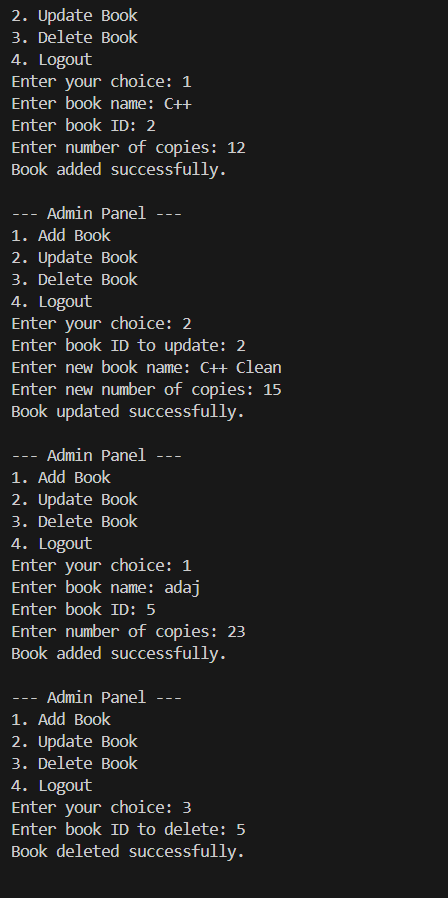 2. Update Book
3. Delete Book
4. Logout
Enter your choice: 1
Enter book name: C++
Enter book ID: 2
Enter number of copies: 12
Book added successfully.

--- Admin Panel ---
1. Add Book
2. Update Book
3. Delete Book
4. Logout
Enter your choice: 2
Enter book ID to update: 2
Enter new book name: C++ Clean
Enter new number of copies: 15
Book updated successfully.

--- Admin Panel ---
1. Add Book
2. Update Book
3. Delete Book
4. Logout
Enter your choice: 1
Enter book name: adaj
Enter book ID: 5
Enter number of copies: 23
Book added successfully.

--- Admin Panel ---
1. Add Book
2. Update Book
3. Delete Book
4. Logout
Enter your choice: 3
Enter book ID to delete: 5
Book deleted successfully.